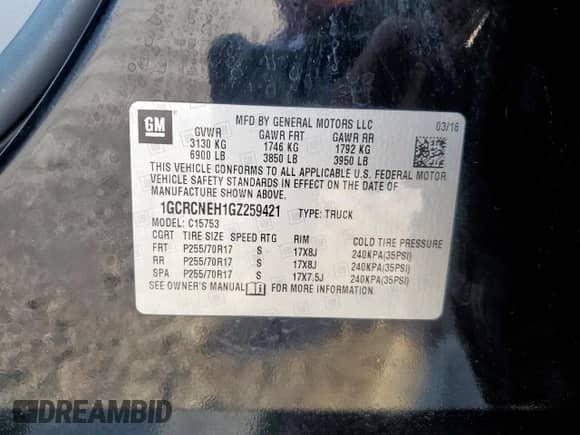 GM
MFD BY GENERAL MOTORS LLC 03/16
GVWR GAWR FRT GAWR RR
3130 KG 1746 KG 1792 KG
6900 LB 3850 LB 3950 LB
THIS VEHICLE CONFORMS TO ALL APPLICABLE U.S. FEDERAL MOTOR
VEHICLE SAFETY STANDARDS IN EFFECT ON THE DATE OF
MANUFACTURE SHOWN ABOVE.
1GCRCNEH1GZ259421 TYPE: TRUCK
MODEL: C15753
CGRT TIRE SIZE SPEED RTG RIM COLD TIRE PRESSURE
FRT P255/70R17 S 17X8J 240KPA(35PSI)
RR P255/70R17 S 17X8J 240KPA(35PSI)
SPA P255/70R17 S 17X7.5J 240KPA(35PSI)
SEE OWNER'S MANUAL FOR MORE INFORMATION.
DREAMBID